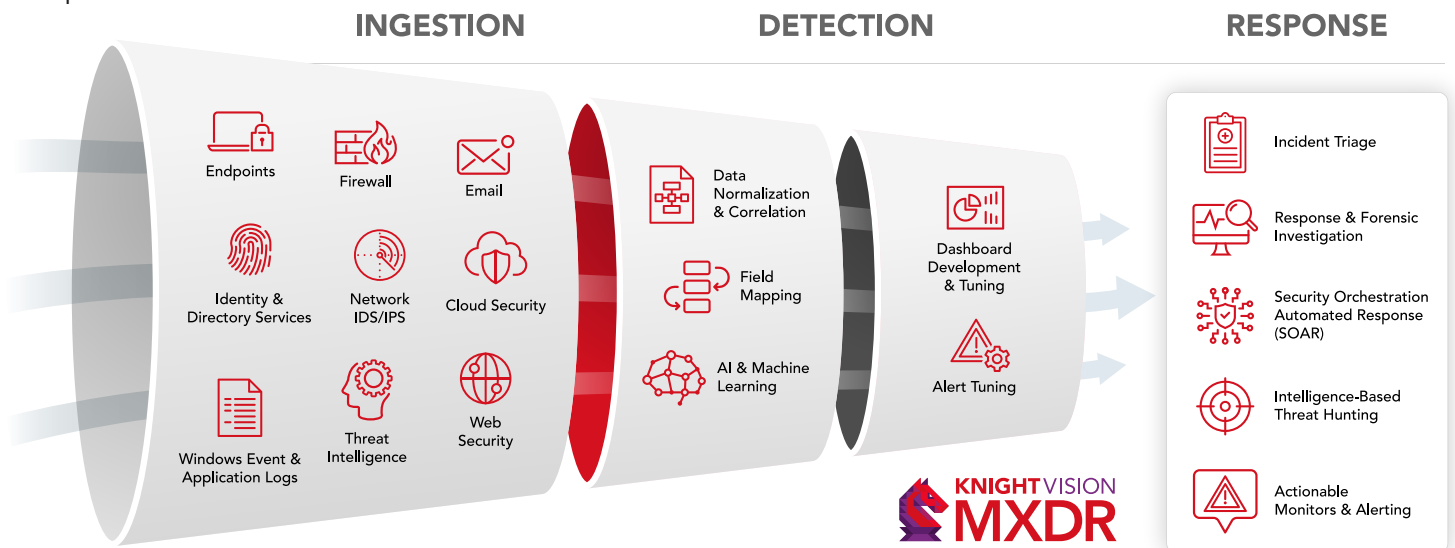 INGESTION
DETECTION
RESPONSE
Endpoints
Firewall
Email
Identity &
Directory Services
Network
IDS/IPS
Cloud Security
Windows Event &
Application Logs
Threat
Intelligence
Web
Security
Data
Normalization
& Correlation
Field
Mapping
AI & Machine
Learning
Dashboard
Development
& Tuning
Alert Tuning
Incident Triage
Response & Forensic
Investigation
Security Orchestration
Automated Response
(SOAR)
Intelligence-Based
Threat Hunting
Actionable
Monitors & Alerting
KNIGHTVISION
MXDR